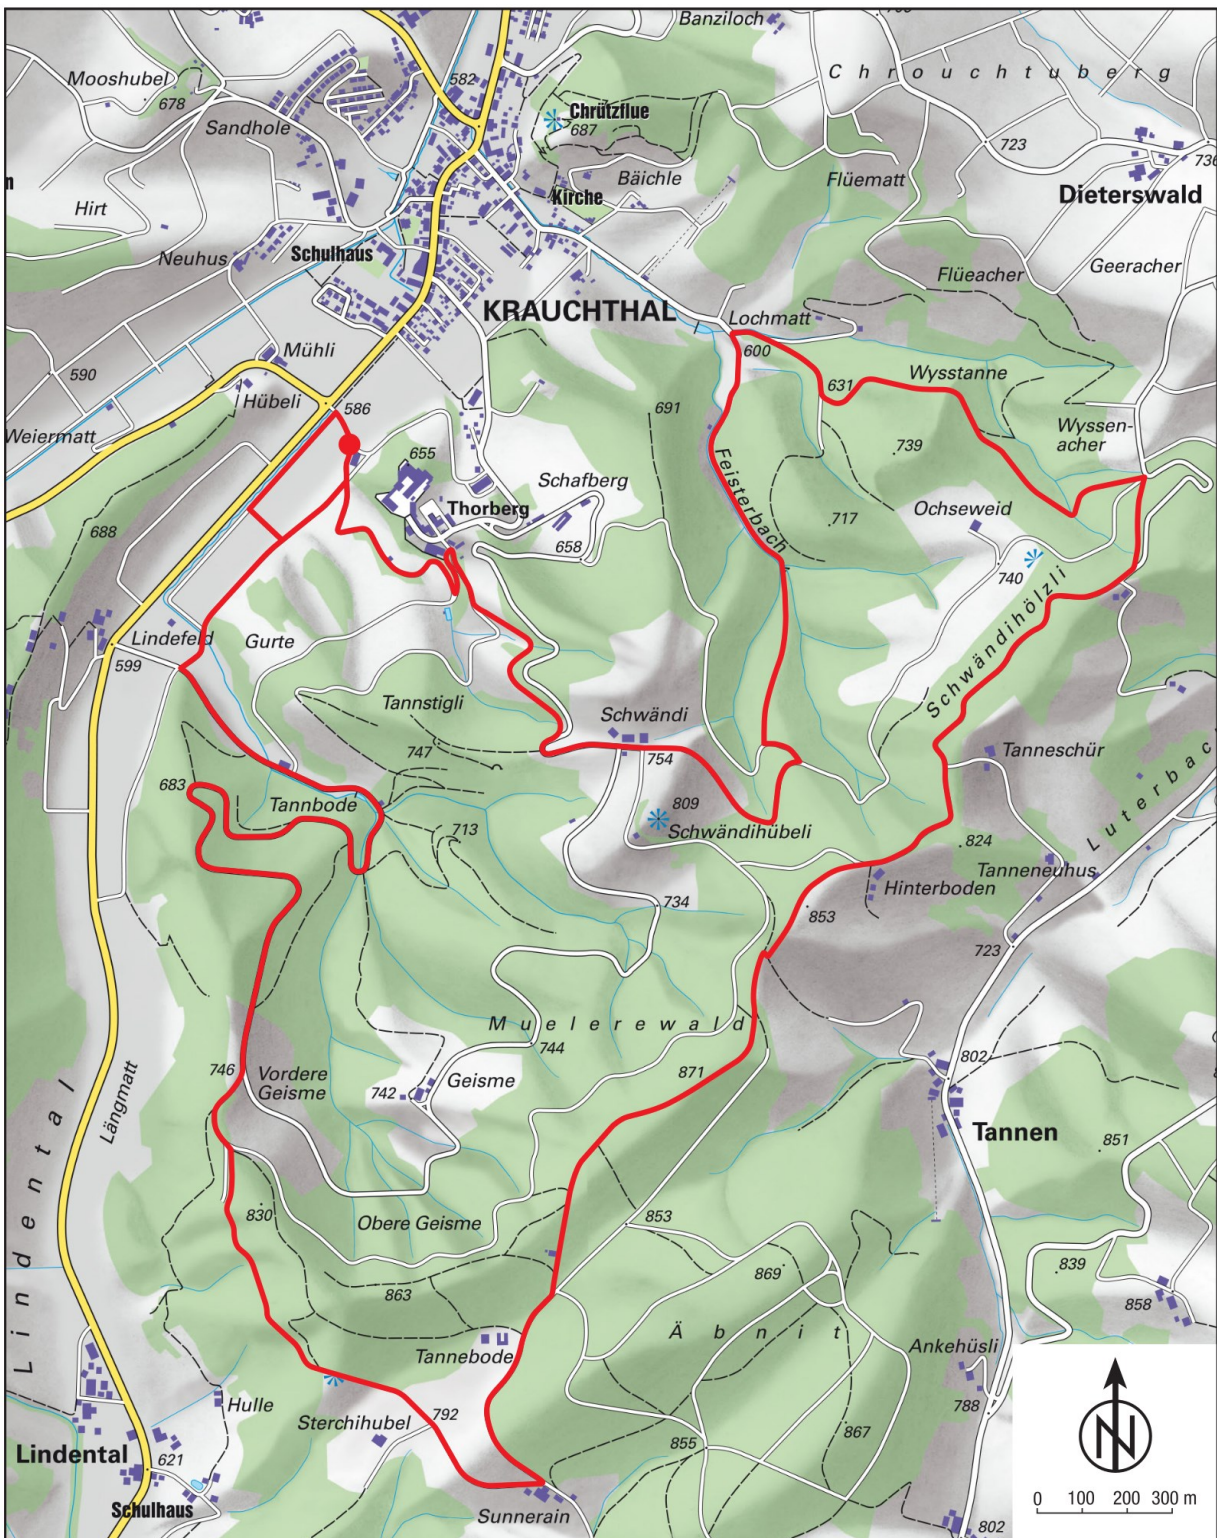 Banziloch
Mooshubel
678
582
Chrouchtuberg
Chrützflue
687
Sandhole
723
736
Dieterswald
n
Hirt
Bäichle
Flüematt
Kirche
Neuhus
Schulhaus
Flüeacher
Geeracher
KRAUCHTHAL
Lochmatt
600
Mühli
590
631
Wysstanne
Hübeli
586
691
Weiermatt
Wyssen-
acher
739
655
Schafberg
Thorberg
Feisterbach
717
Ochseweid
688
658
740
Schwändihölzli
Lindefeld
Gurte
599
Tannstigli
Schwändi
747
754
Tanneschür
Luterbac
683
Tannbode
809
713
Schwändihübeli
824
Tanneneuhus
Hinterboden
734
853
723
Muelerewald
744
746
Vordere
Geisme
742
Geisme
871
802
Längmatt
Tannen
851
Lindental
830
Obere Geisme
853
869
839
863
858
Äbnit
Tannebode
Ankehüsli
Hulle
Sterchihubel
792
788
N
Lindental
621
855
867
Schulhaus
Sunnerain
802
0 100 200 300 m